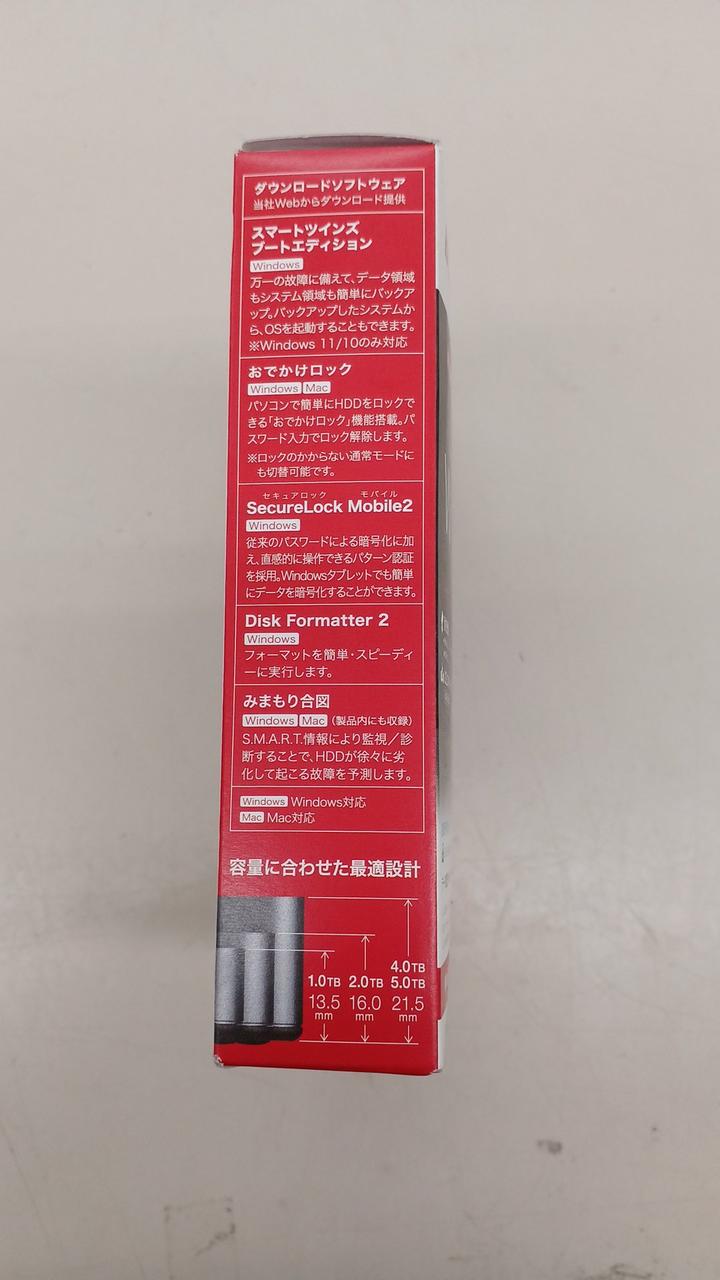 ダウンロードソフトウェア
当社Webからダウンロード提供
スマートツインズ
ブートエディション
Windows
万一の故障に備えて、データ領域
もシステム領域も簡単にバックア
ップ。バックアップしたシステムか
ら、OSを起動することもできます。
※Windows 11/10のみ対応
おでかけロック
Windows Mac
パソコンで簡単にHDDをロックで
きる「おでかけロック」機能搭載。パ
スワード入力でロック解除します。
※ロックのかからない通常モードに
も切替可能です。
セキュアロック モバイル
SecureLock Mobile2
Windows
従来のパスワードによる暗号化に加
え、直感的に操作できるパターン認証
を採用。Windowsタブレットでも簡単
にデータを暗号化することができます。
Disk Formatter 2
Windows
フォーマットを簡単・スピーディ
ーに実行します。
みまもり合図
Windows Mac (製品内にも収録)
S.M.A.R.T.情報により監視／診
断することで、HDDが徐々に劣
化して起こる故障を予測します。
Windows Windows対応
Mac Mac対応
容量に合わせた最適設計
4.0TB
1.0TB 2.0TB 5.0TB
13.5 16.0 21.5
mm mm mm